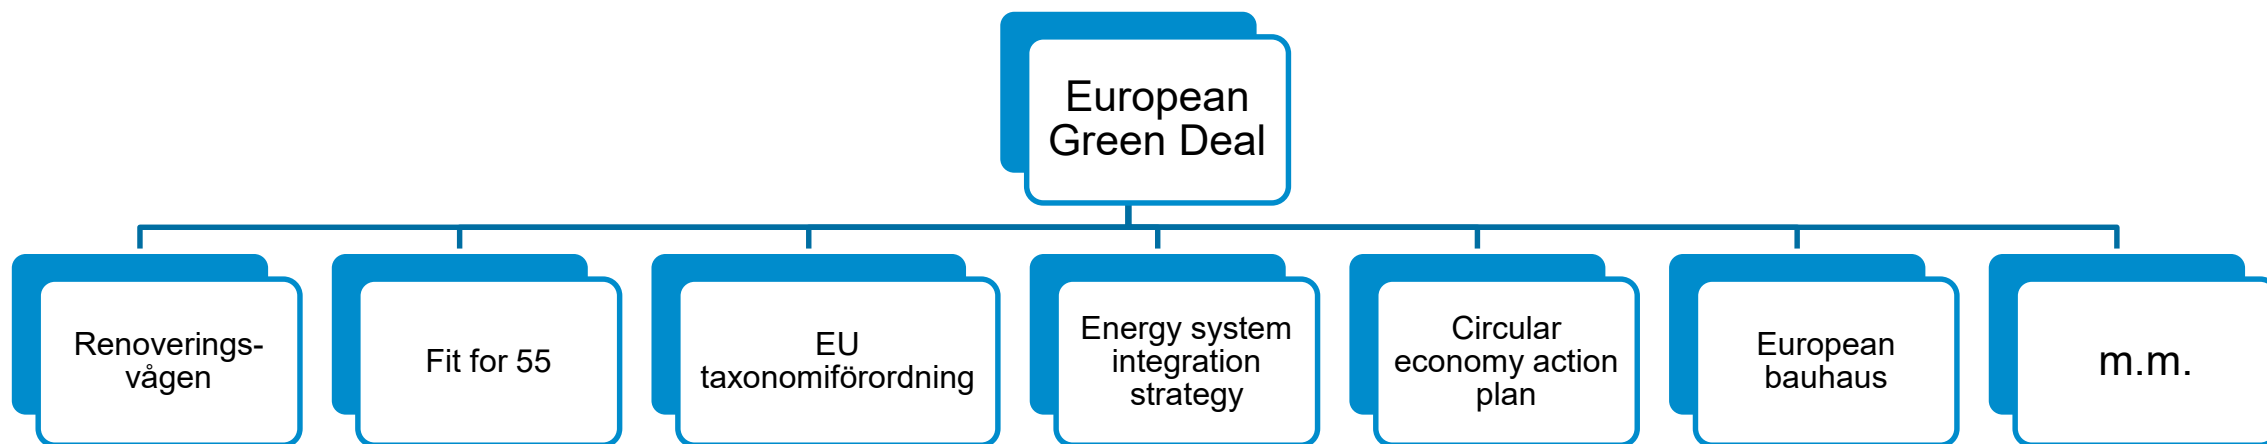 European
Green Deal
Renoverings-
vågen
Fit for 55
EU
taxonomiförordning
Energy system
integration
strategy
Circular
economy action
plan
European
bauhaus
m.m.